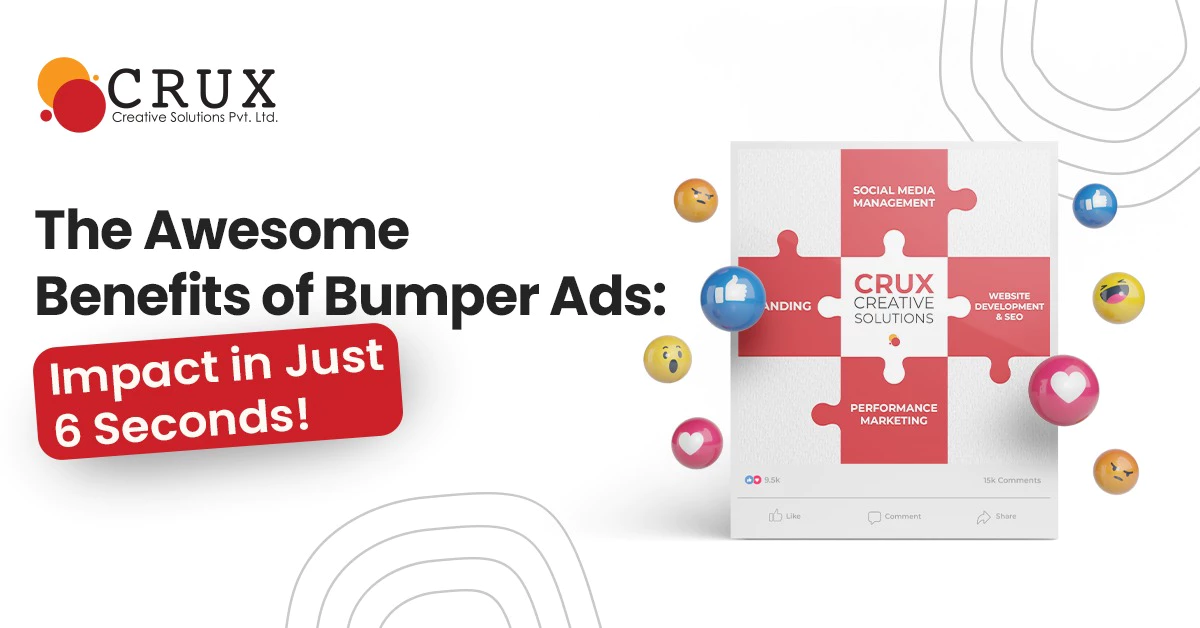 CRUX
Creative Solutions Pvt. Ltd.
The Awesome
Benefits of Bumper Ads:
Impact in Just
6 Seconds!
SOCIAL MEDIA
MANAGEMENT
ANDING
CRUX
CREATIVE
SOLUTIONS
WEBSITE
DEVELOPMENT
& SEO
PERFORMANCE
MARKETING
9.5k
15k Comments
Like
Comment
Share